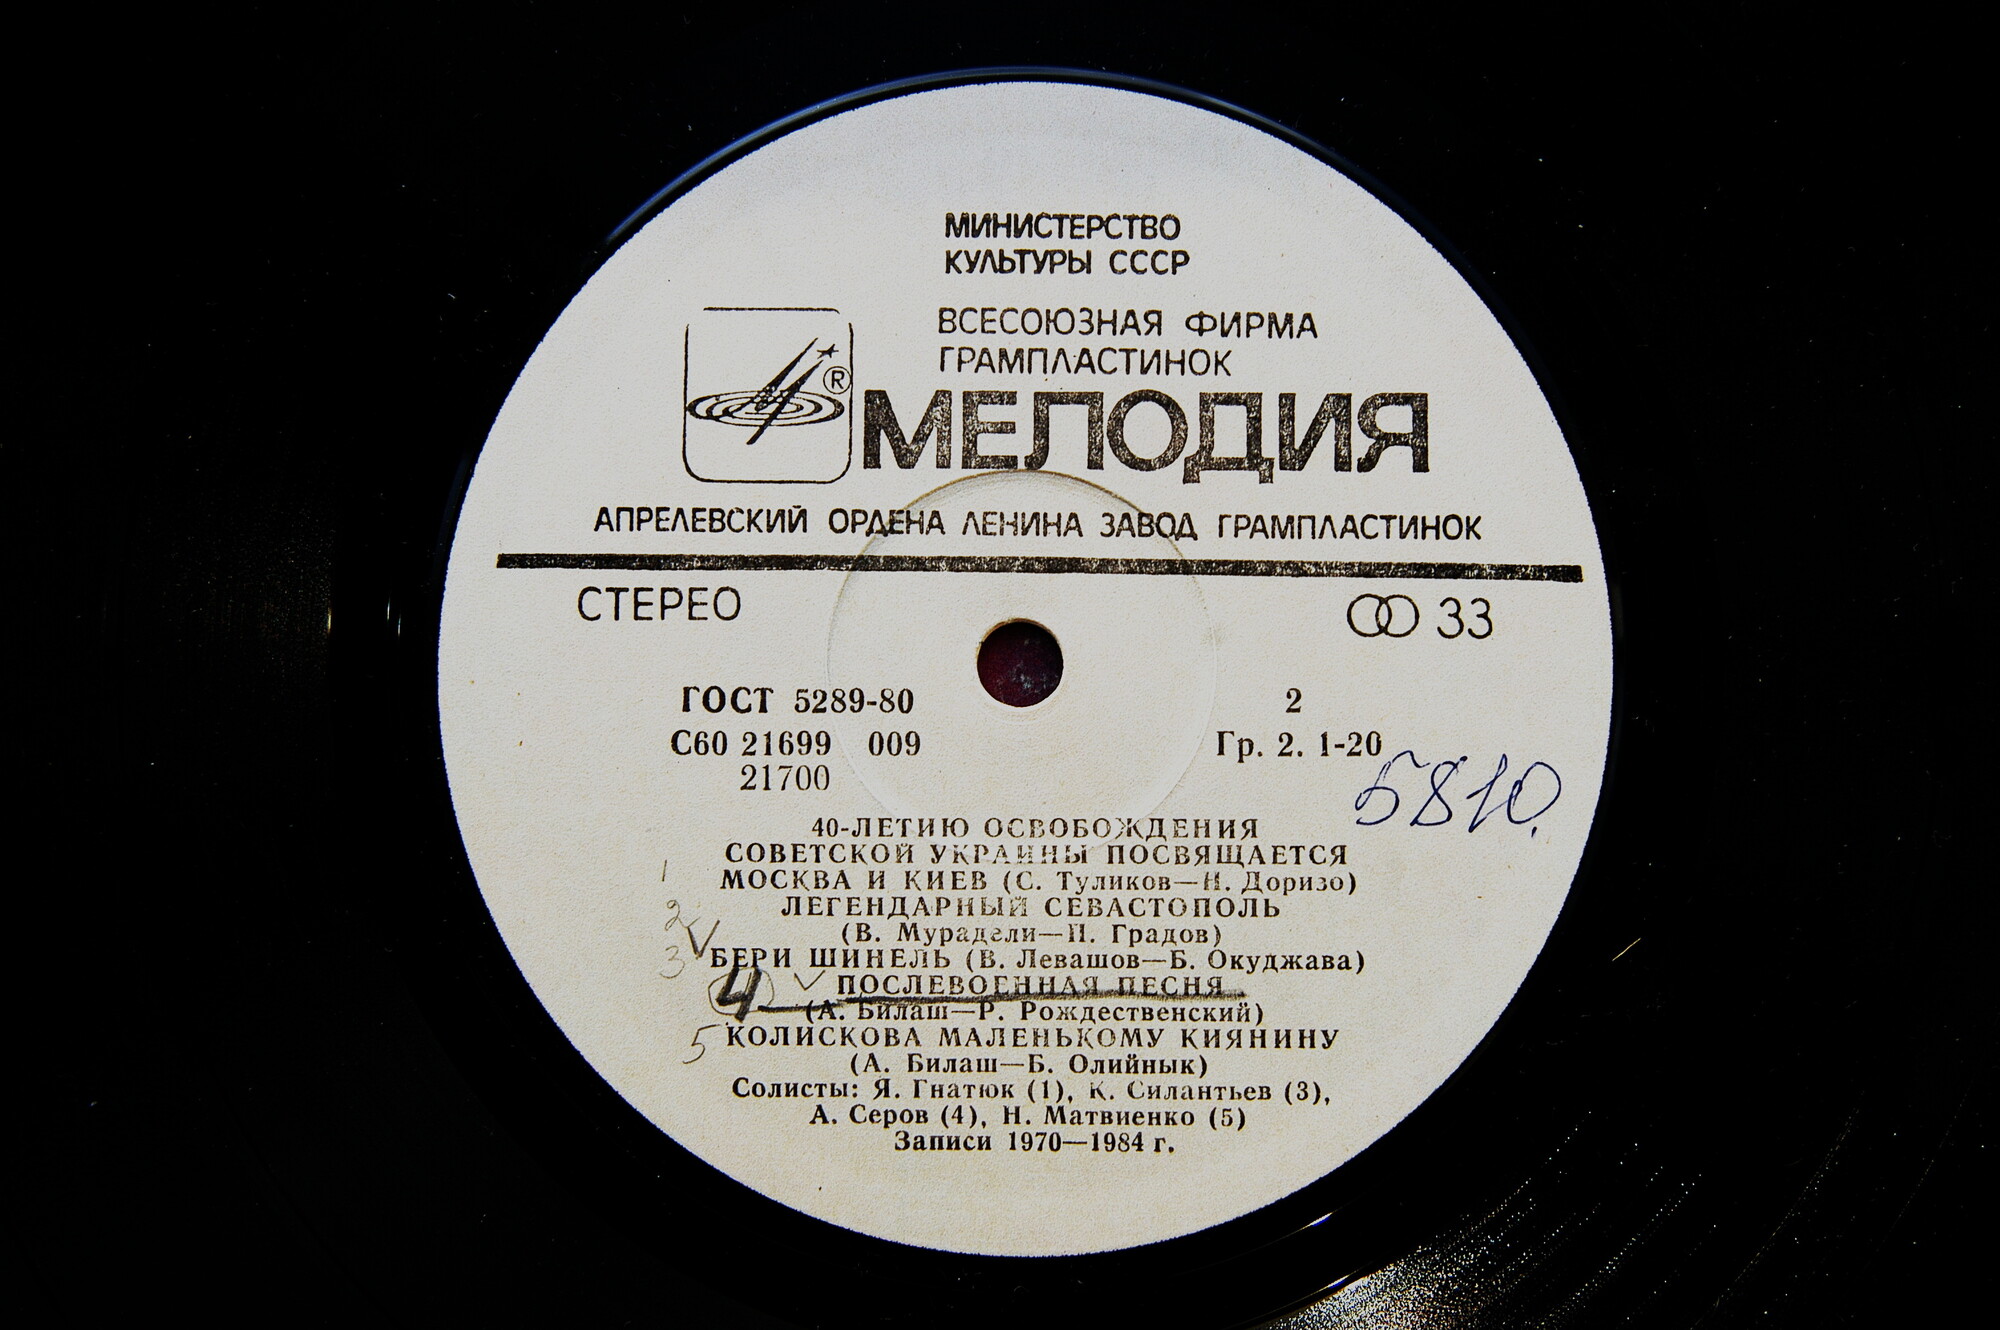 МИНИСТЕРСТВО
КУЛЬТУРЫ СССР
ВСЕСОЮЗНАЯ ФИРМА
ГРАМПЛАСТИНОК
® МЕЛОДИЯ
АПРЕЛЕВСКИЙ ОРДЕНА ЛЕНИНА ЗАВОД ГРАМПЛАСТИНОК
СТЕРЕО 33
ГОСТ 5289-80 2
С60 21699 009 Гр. 2. 1-20
21700
5810.
40-ЛЕТИЮ ОСВОБОЖДЕНИЯ
СОВЕТСКОЙ УКРАИНЫ ПОСВЯЩАЕТСЯ
1 МОСКВА И КИЕВ (С. Туликов—Н. Доризо)
2 ЛЕГЕНДАРНЫЙ СЕВАСТОПОЛЬ
(В. Мурадели—П. Градов)
3 V БЕРИ ШИНЕЛЬ (В. Левашов—Б. Окуджава)
4 V ПОСЛЕВОЕННАЯ ПЕСНЯ
(А. Билаш—Р. Рождественский)
5 КОЛИСКОВА МАЛЕНЬКОМУ КИЯНИНУ
(А. Билаш—Б. Олийнык)
Солисты: Я. Гнатюк (1), К. Силантьев (3),
А. Серов (4), Н. Матвиенко (5)
Записи 1970—1984 г.